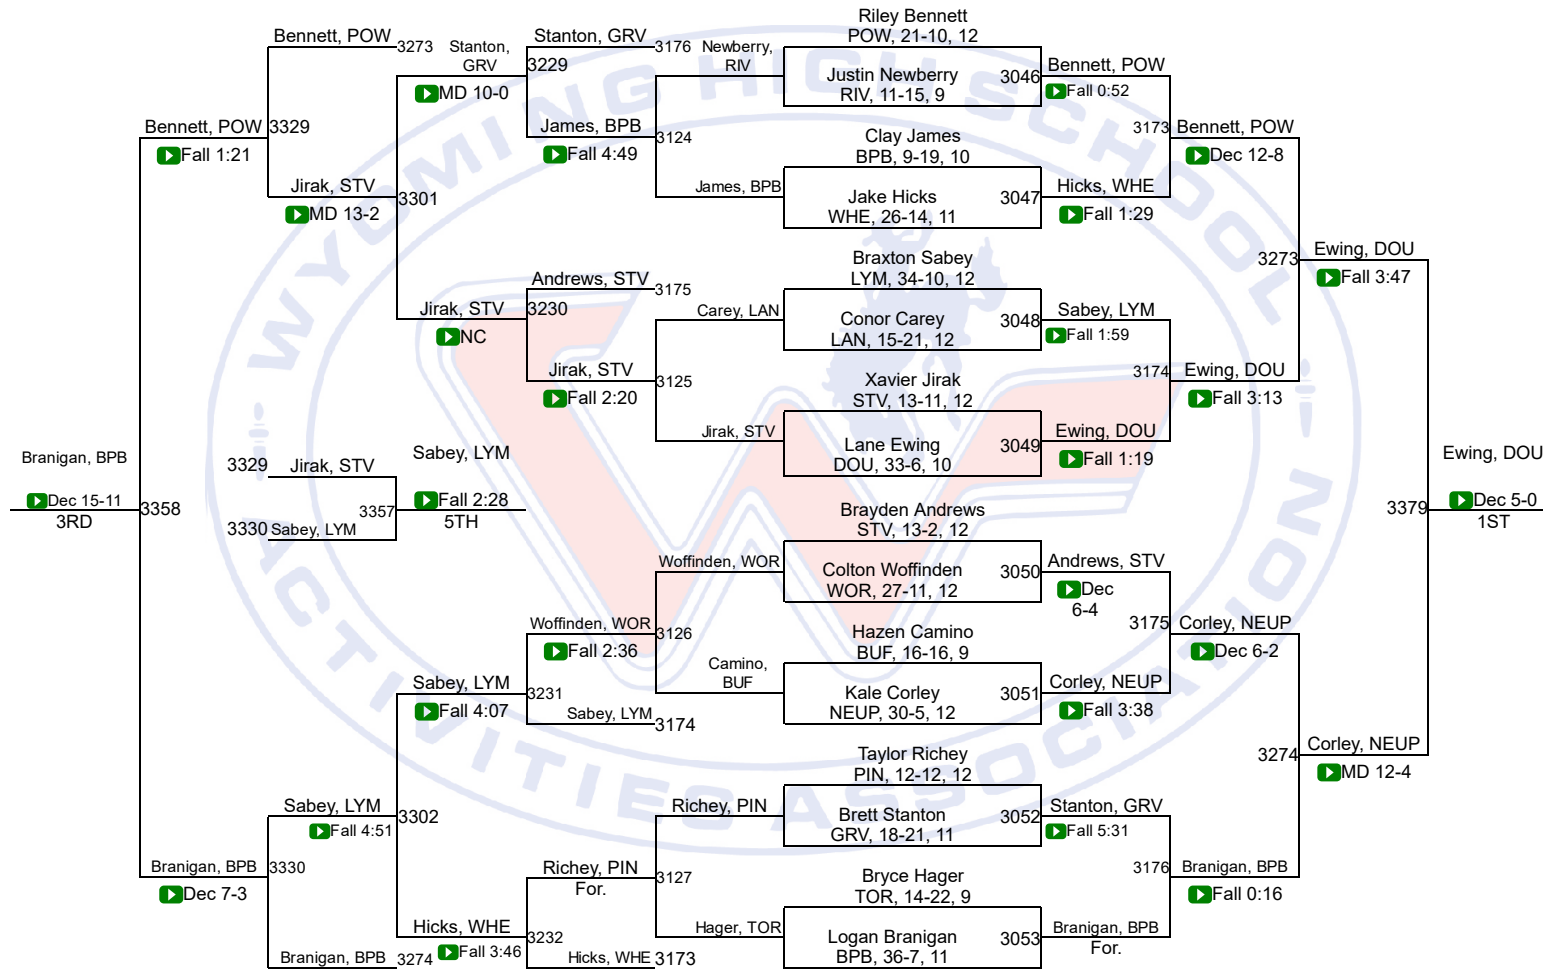 Riley Bennett
Bennett, POW
3273
Stanton,
GRV
Stanton, GRV
3176
Newberry,
RIV
POW, 21-10, 12
3229
Justin Newberry
3046
Bennett, POW
MD 10-0
RIV, 11-15, 9
Fall 0:52
Bennett, POW
3329
James, BPB
3124
Clay James
3173
Bennett, POW
Fall 1:21
Fall 4:49
BPB, 9-19, 10
Dec 12-8
Jirak, STV
3301
James, BPB
Jake Hicks
3047
Hicks, WHE
MD 13-2
WHE, 26-14, 11
Fall 1:29
Braxton Sabey
3273
Ewing, DOU
Andrews, STV
3175
LYM, 34-10, 12
Fall 3:47
Jirak, STV
3230
Carey, LAN
Conor Carey
3048
Sabey, LYM
NC
LAN, 15-21, 12
Fall 1:59
Jirak, STV
3125
Xavier Jirak
3174
Ewing, DOU
Fall 2:20
STV, 13-11, 12
Fall 3:13
Jirak, STV
Lane Ewing
3049
Ewing, DOU
DOU, 33-6, 10
Fall 1:19
Branigan, BPB
3329
Jirak, STV
Sabey, LYM
Ewing, DOU
Dec 15-11
3358
3357
Fall 2:28
3379
Dec 5-0
3RD
3330
Sabey, LYM
5TH
1ST
Brayden Andrews
STV, 13-2, 12
Woffinden, WOR
Colton Woffinden
3050
Andrews, STV
WOR, 27-11, 12
Dec
6-4
Woffinden, WOR
3126
Hazen Camino
3175
Corley, NEUP
Fall 2:36
BUF, 16-16, 9
Dec 6-2
Sabey, LYM
3231
Camino,
BUF
Kale Corley
3051
Corley, NEUP
Fall 4:07
Sabey, LYM
3174
NEUP, 30-5, 12
Fall 3:38
Taylor Richey
3274
Corley, NEUP
PIN, 12-12, 12
MD 12-4
Sabey, LYM
3302
Richey, PIN
Brett Stanton
3052
Stanton, GRV
Fall 4:51
GRV, 18-21, 11
Fall 5:31
Branigan, BPB
3330
Richey, PIN
3127
Bryce Hager
3176
Branigan, BPB
Dec 7-3
For.
TOR, 14-22, 9
Fall 0:16
Hicks, WHE
3232
Hager, TOR
Logan Branigan
3053
Branigan, BPB
Branigan, BPB
3274
Fall 3:46
Hicks, WHE
3173
BPB, 36-7, 11
For.
WYOMING HIGH SCHOOL
ACTIVITIES ASSOCIATION